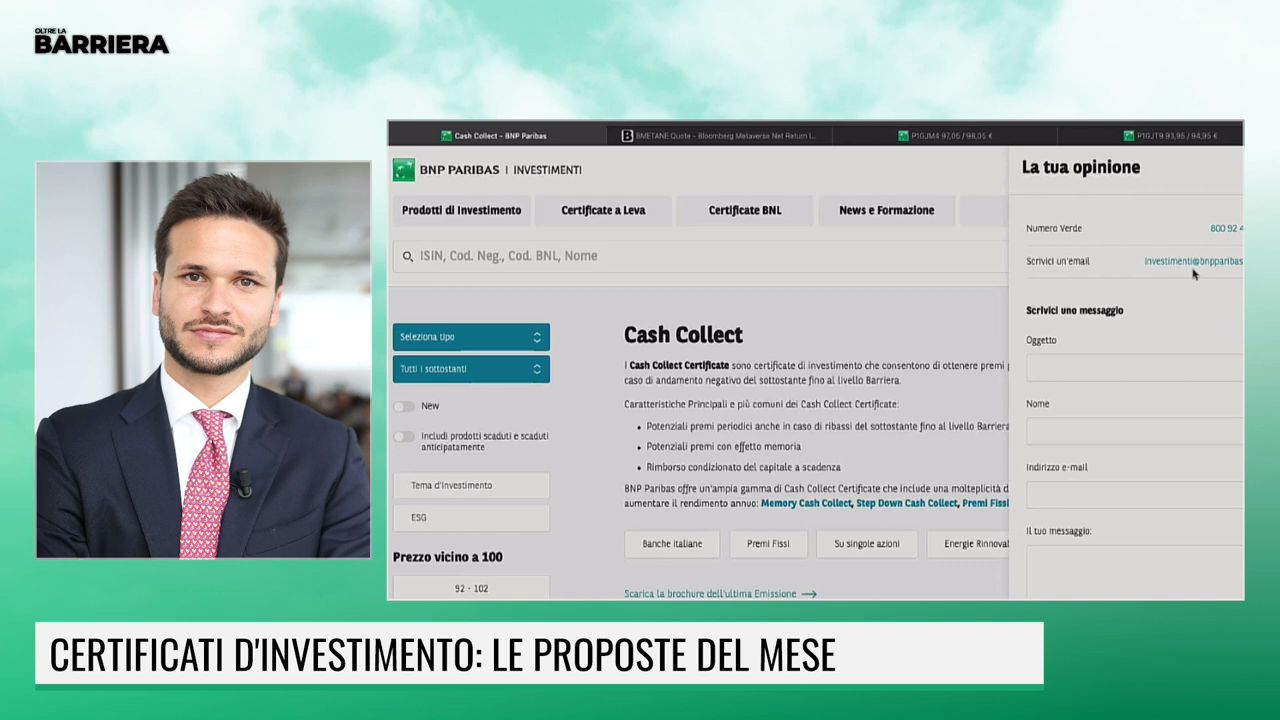 OLTRE LA
BARRIERA
Cash Collect - BNP Paribas
BMETANE Quote - Bloomberg Metaverse Net Return I...
P1GJM4 97,05 / 98,05 €
P1GJT9 93,95 / 94,95 €
BNP PARIBAS | INVESTIMENTI
Prodotti di Investimento
Certificate a Leva
Certificate BNL
News e Formazione
ISIN, Cod. Neg., Cod. BNL, Nome
Seleziona tipo
Tutti i sottostanti
New
Includi prodotti scaduti e scaduti
anticipatamente
Tema d'Investimento
ESG
Prezzo vicino a 100
92 - 102
Cash Collect
I Cash Collect Certificate sono certificate di investimento che consentono di ottenere premi
caso di andamento negativo del sottostante fino al livello Barriera.
Caratteristiche Principali e più comuni dei Cash Collect Certificate:
• Potenziali premi periodici anche in caso di ribassi del sottostante fino al livello Barriera
• Potenziali premi con effetto memoria
• Rimborso condizionato del capitale a scadenza
BNP Paribas offre un'ampia gamma di Cash Collect Certificate che include una molteplicità d
aumentare il rendimento annuo: Memory Cash Collect, Step Down Cash Collect, Premi Fissi
Banche Italiane
Premi Fissi
Su singole azioni
Energie Rinnovab
Scarica la brochure dell'ultima Emissione →
La tua opinione
Numero Verde
800 92 4
Scrivici un'email
investimenti@bnpparibas
Scrivici uno messaggio
Oggetto
Nome
Indirizzo e-mail
Il tuo messaggio:
CERTIFICATI D'INVESTIMENTO: LE PROPOSTE DEL MESE